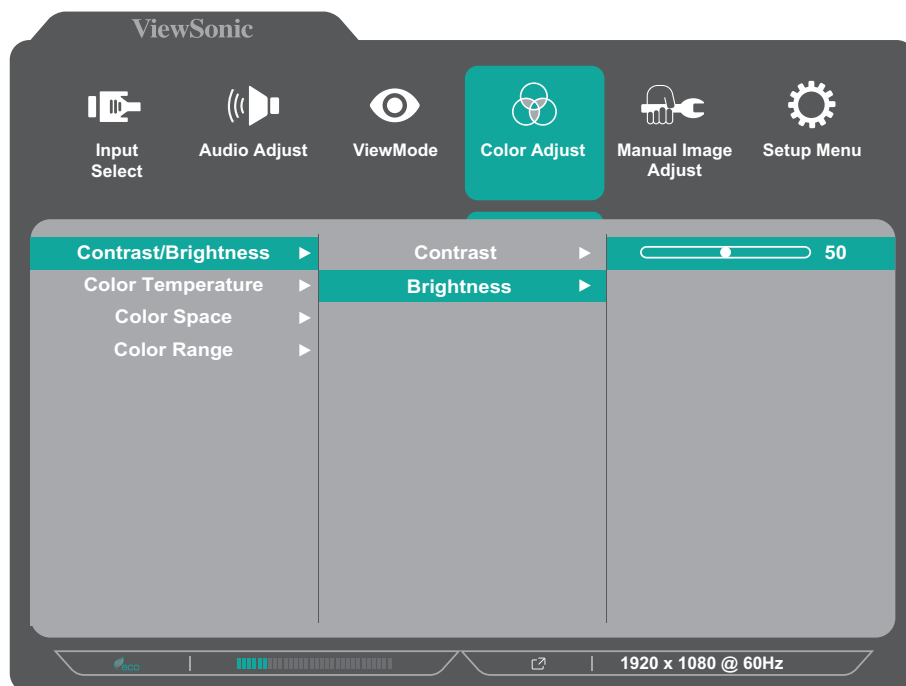 ViewSonic
Input Select
Audio Adjust
ViewMode
Color Adjust
Manual Image Adjust
Setup Menu
Contrast/Brightness
Contrast
50
Color Temperature
Brightness
Color Space
Color Range
eco
1920 x 1080 @ 60Hz